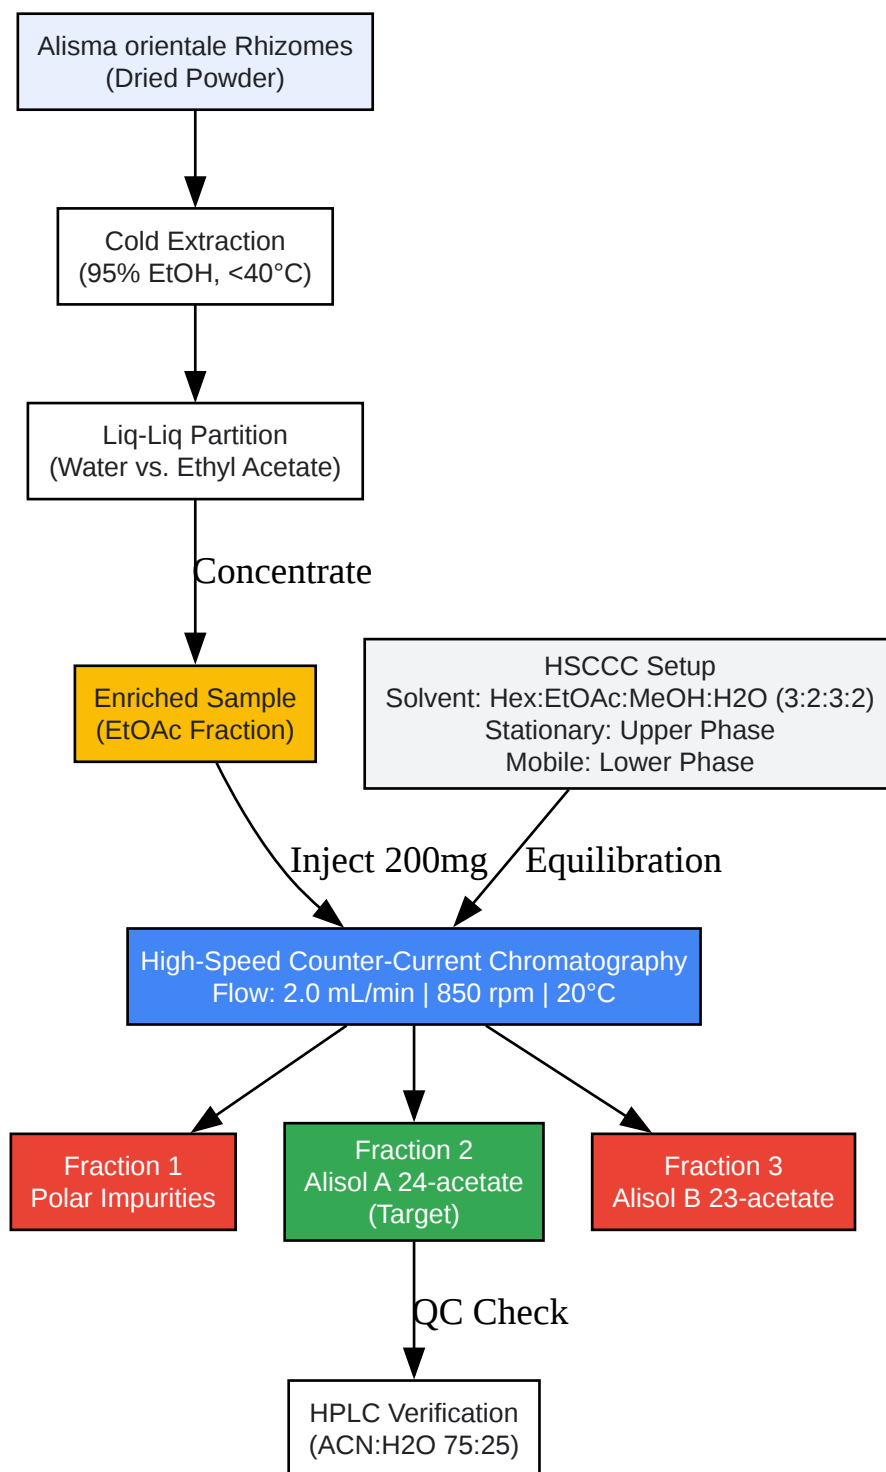 Alisma orientale Rhizomes
(Dried Powder)
Cold Extraction
(95% EtOH, <40°C)
Liq-Liq Partition
(Water vs. Ethyl Acetate)
Concentrate
Enriched Sample
(EtOAc Fraction)
HSCCC Setup
Solvent: Hex:EtOAc:MeOH:H2O (3:2:3:2)
Stationary: Upper Phase
Mobile: Lower Phase
Inject 200mg
Equilibration
High-Speed Counter-Current Chromatography
Flow: 2.0 mL/min | 850 rpm | 20°C
Fraction 1
Polar Impurities
Fraction 2
Alisol A 24-acetate
(Target)
Fraction 3
Alisol B 23-acetate
QC Check
HPLC Verification
(ACN:H2O 75:25)